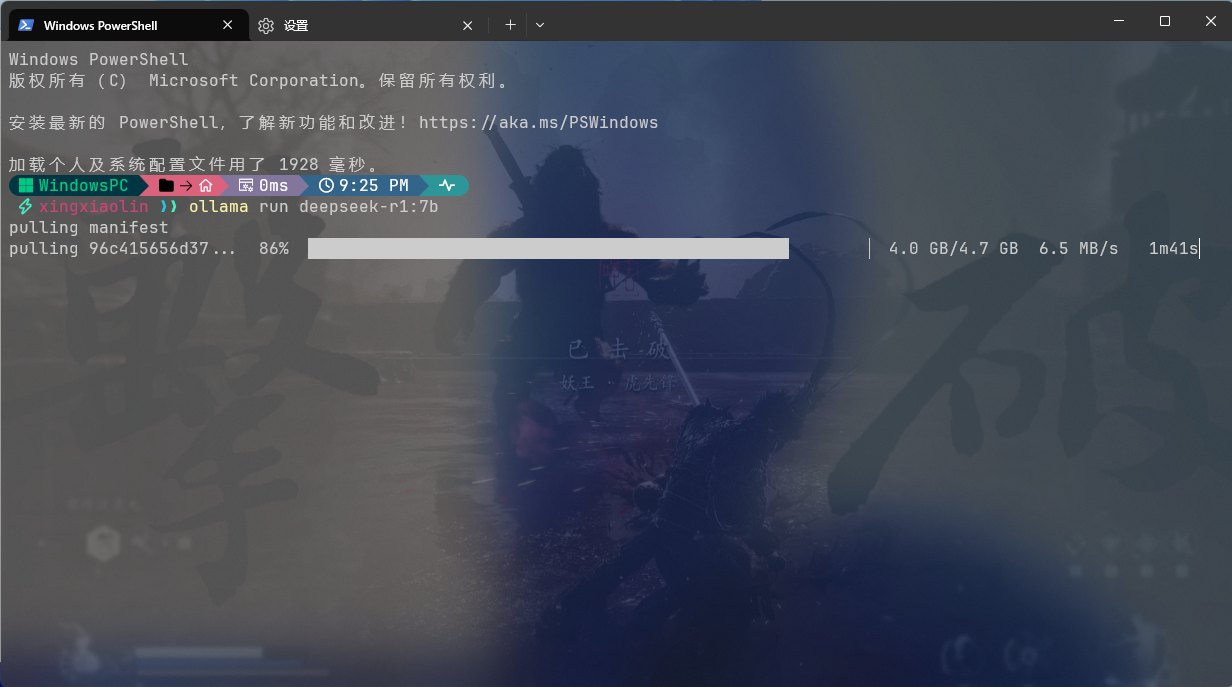 Windows PowerShell
设置
Windows PowerShell
版权所有 (C) Microsoft Corporation。保留所有权利。
安装最新的 PowerShell，了解新功能和改进！https://aka.ms/PSWindows
加载个人及系统配置文件用了 1928 毫秒。
WindowsPC 0ms 9:25 PM
xingxiaolin ollama run deepseek-r1:7b
pulling manifest
pulling 96c415656d37... 86% 4.0 GB/4.7 GB 6.5 MB/s 1m41s
擊 破
已击破
妖王·虎先锋